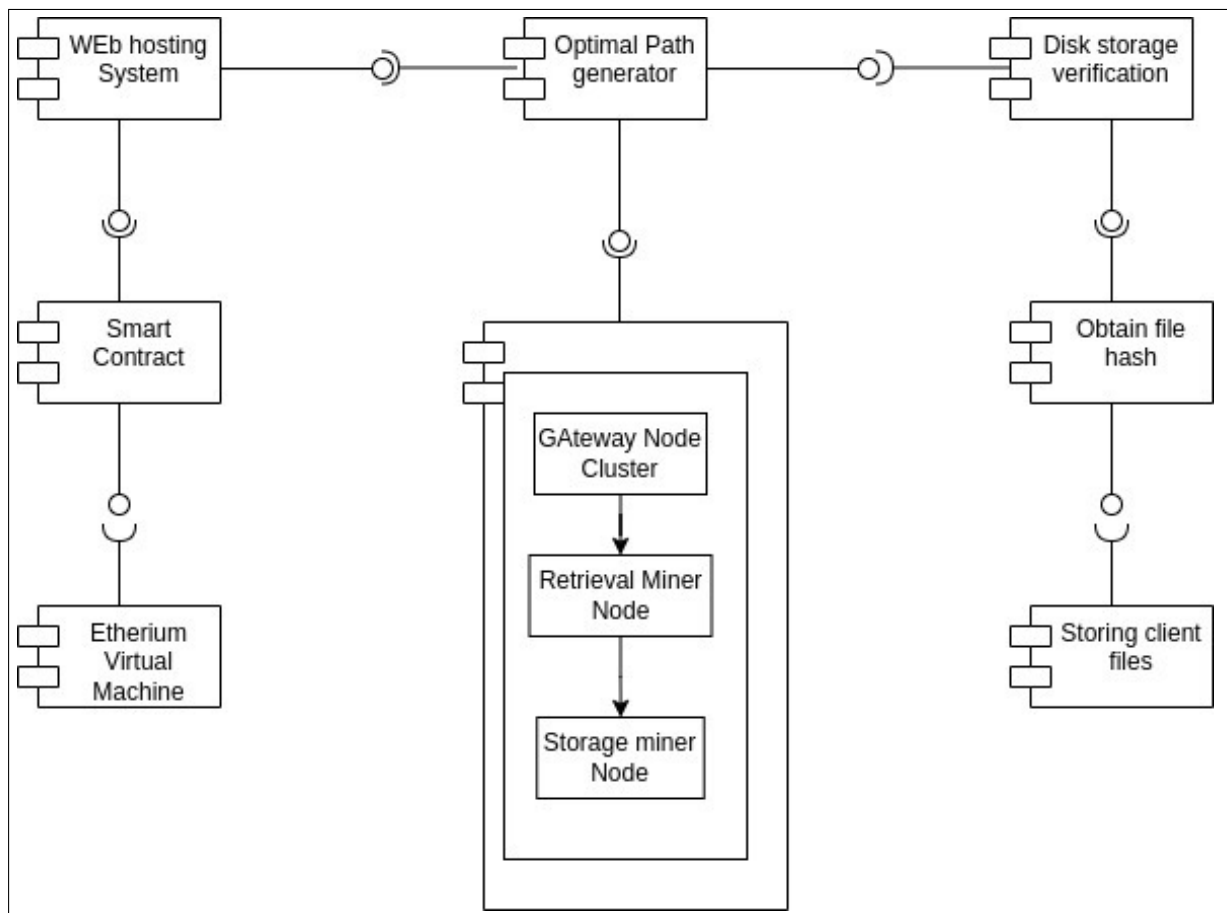 WEb hosting
System
Optimal Path
generator
Disk storage
verification
Smart
Contract
Obtain file
hash
GAteway Node
Cluster
Retrieval Miner
Node
Etherium
Virtual
Machine
Storing client
files
Storage miner
Node